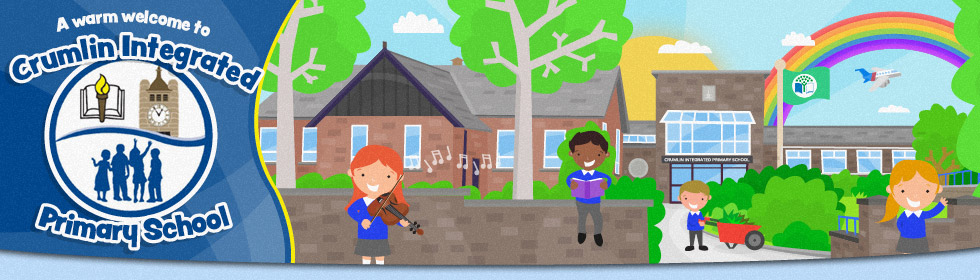 A warm welcome to
Crumlin Integrated
Primary School
CRUMLIN INTEGRATED PRIMARY SCHOOL